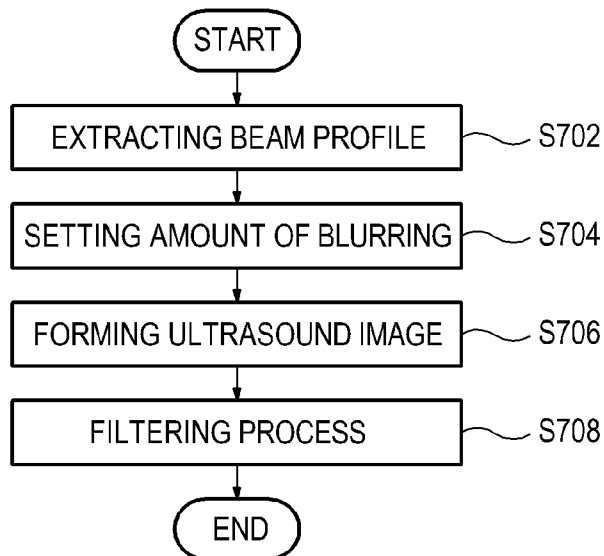 START
EXTRACTING BEAM PROFILE
S702
SETTING AMOUNT OF BLURRING
S704
FORMING ULTRASOUND IMAGE
S706
FILTERING PROCESS
S708
END